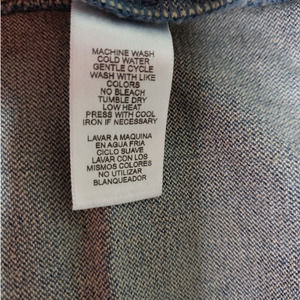 MACHINE WASH
COLD WATER
GENTLE CYCLE
WASH WITH LIKE
COLORS
NO BLEACH
TUMBLE DRY
LOW HEAT
PRESS WITH COOL
IRON IF NECESSARY
LAVAR A MAQUINA
EN AGUA FRIA
CICLO SUAVE
LAVAR CON LOS
MISMOS COLORES
NO UTILIZAR
BLANQUEADOR